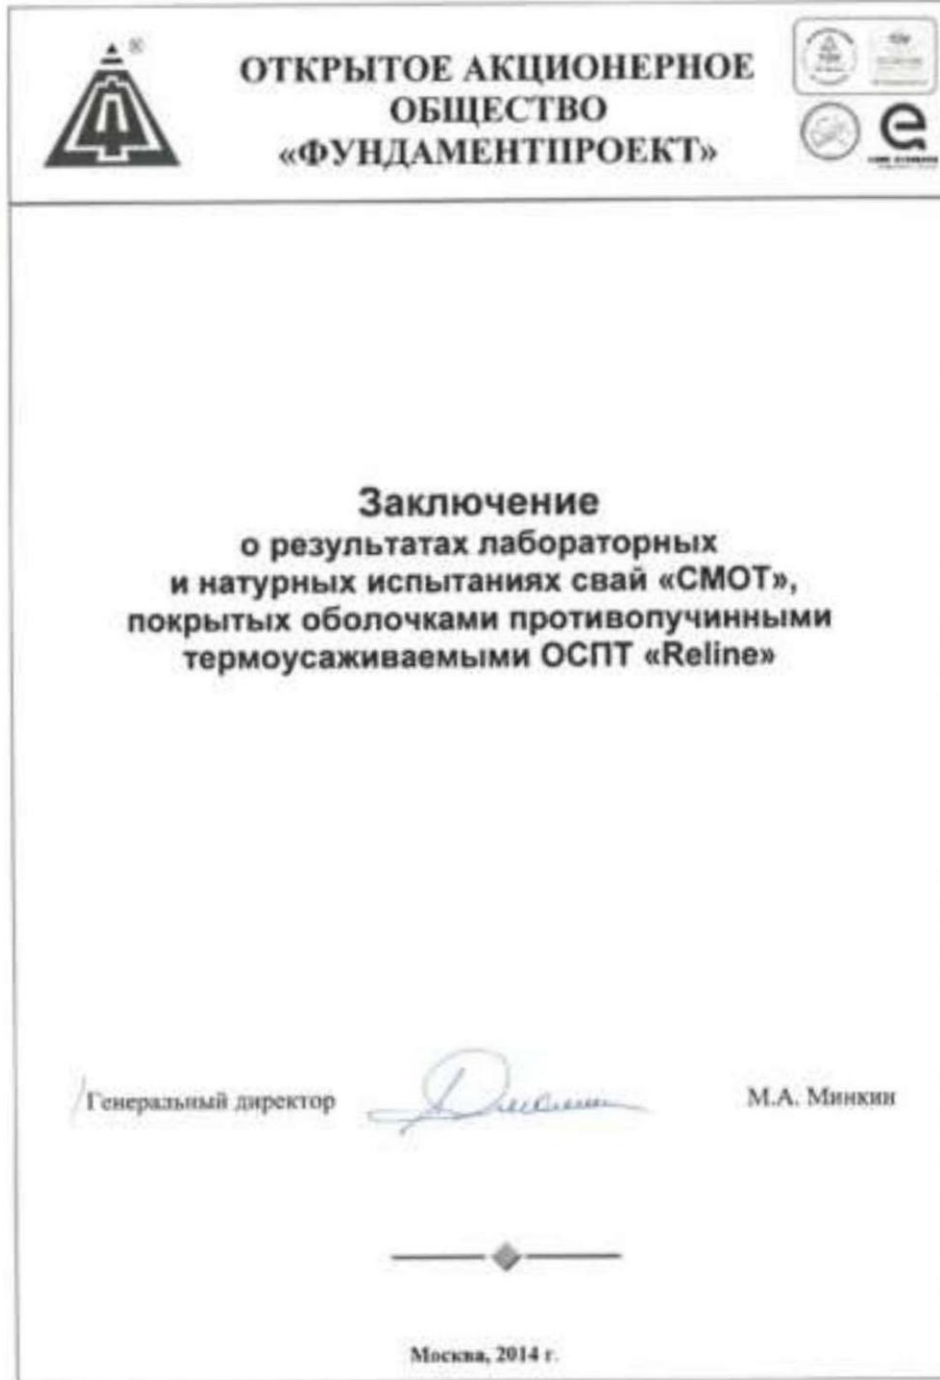 ®
ОТКРЫТОЕ АКЦИОНЕРНОЕ
ОБЩЕСТВО
«ФУНДАМЕНТПРОЕКТ»
Заключение
о результатах лабораторных
и натурных испытаниях свай «СМОТ»,
покрытых оболочками противопучинными
термоусаживаемыми ОСПТ «Reline»
Генеральный директор
М.А. Минкин
Москва, 2014 г.